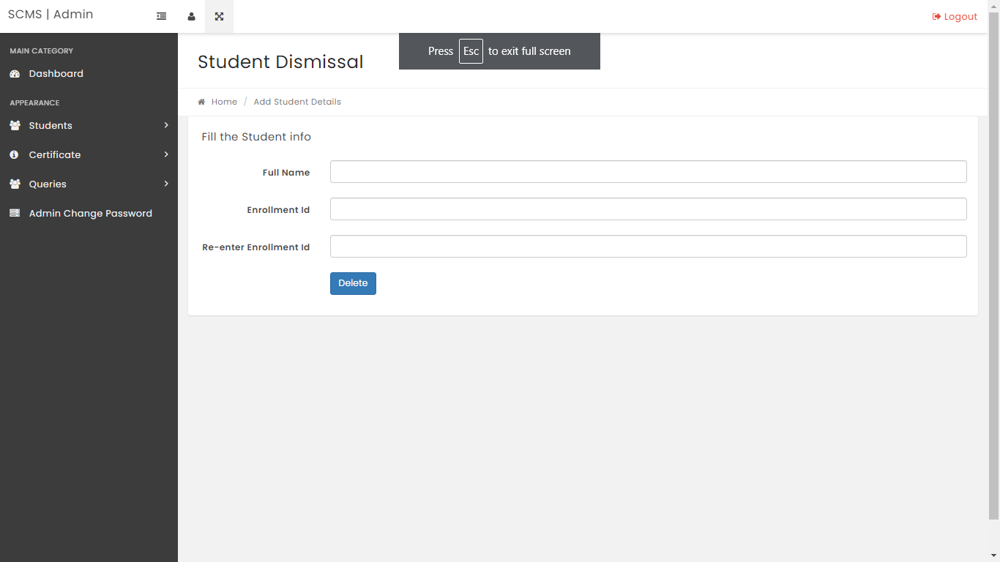 SCMS | Admin
Logout
Press Esc to exit full screen
MAIN CATEGORY
Dashboard
APPEARANCE
Students
Certificate
Queries
Admin Change Password
Student Dismissal
Home / Add Student Details
Fill the Student info
Full Name
Enrollment Id
Re-enter Enrollment Id
Delete